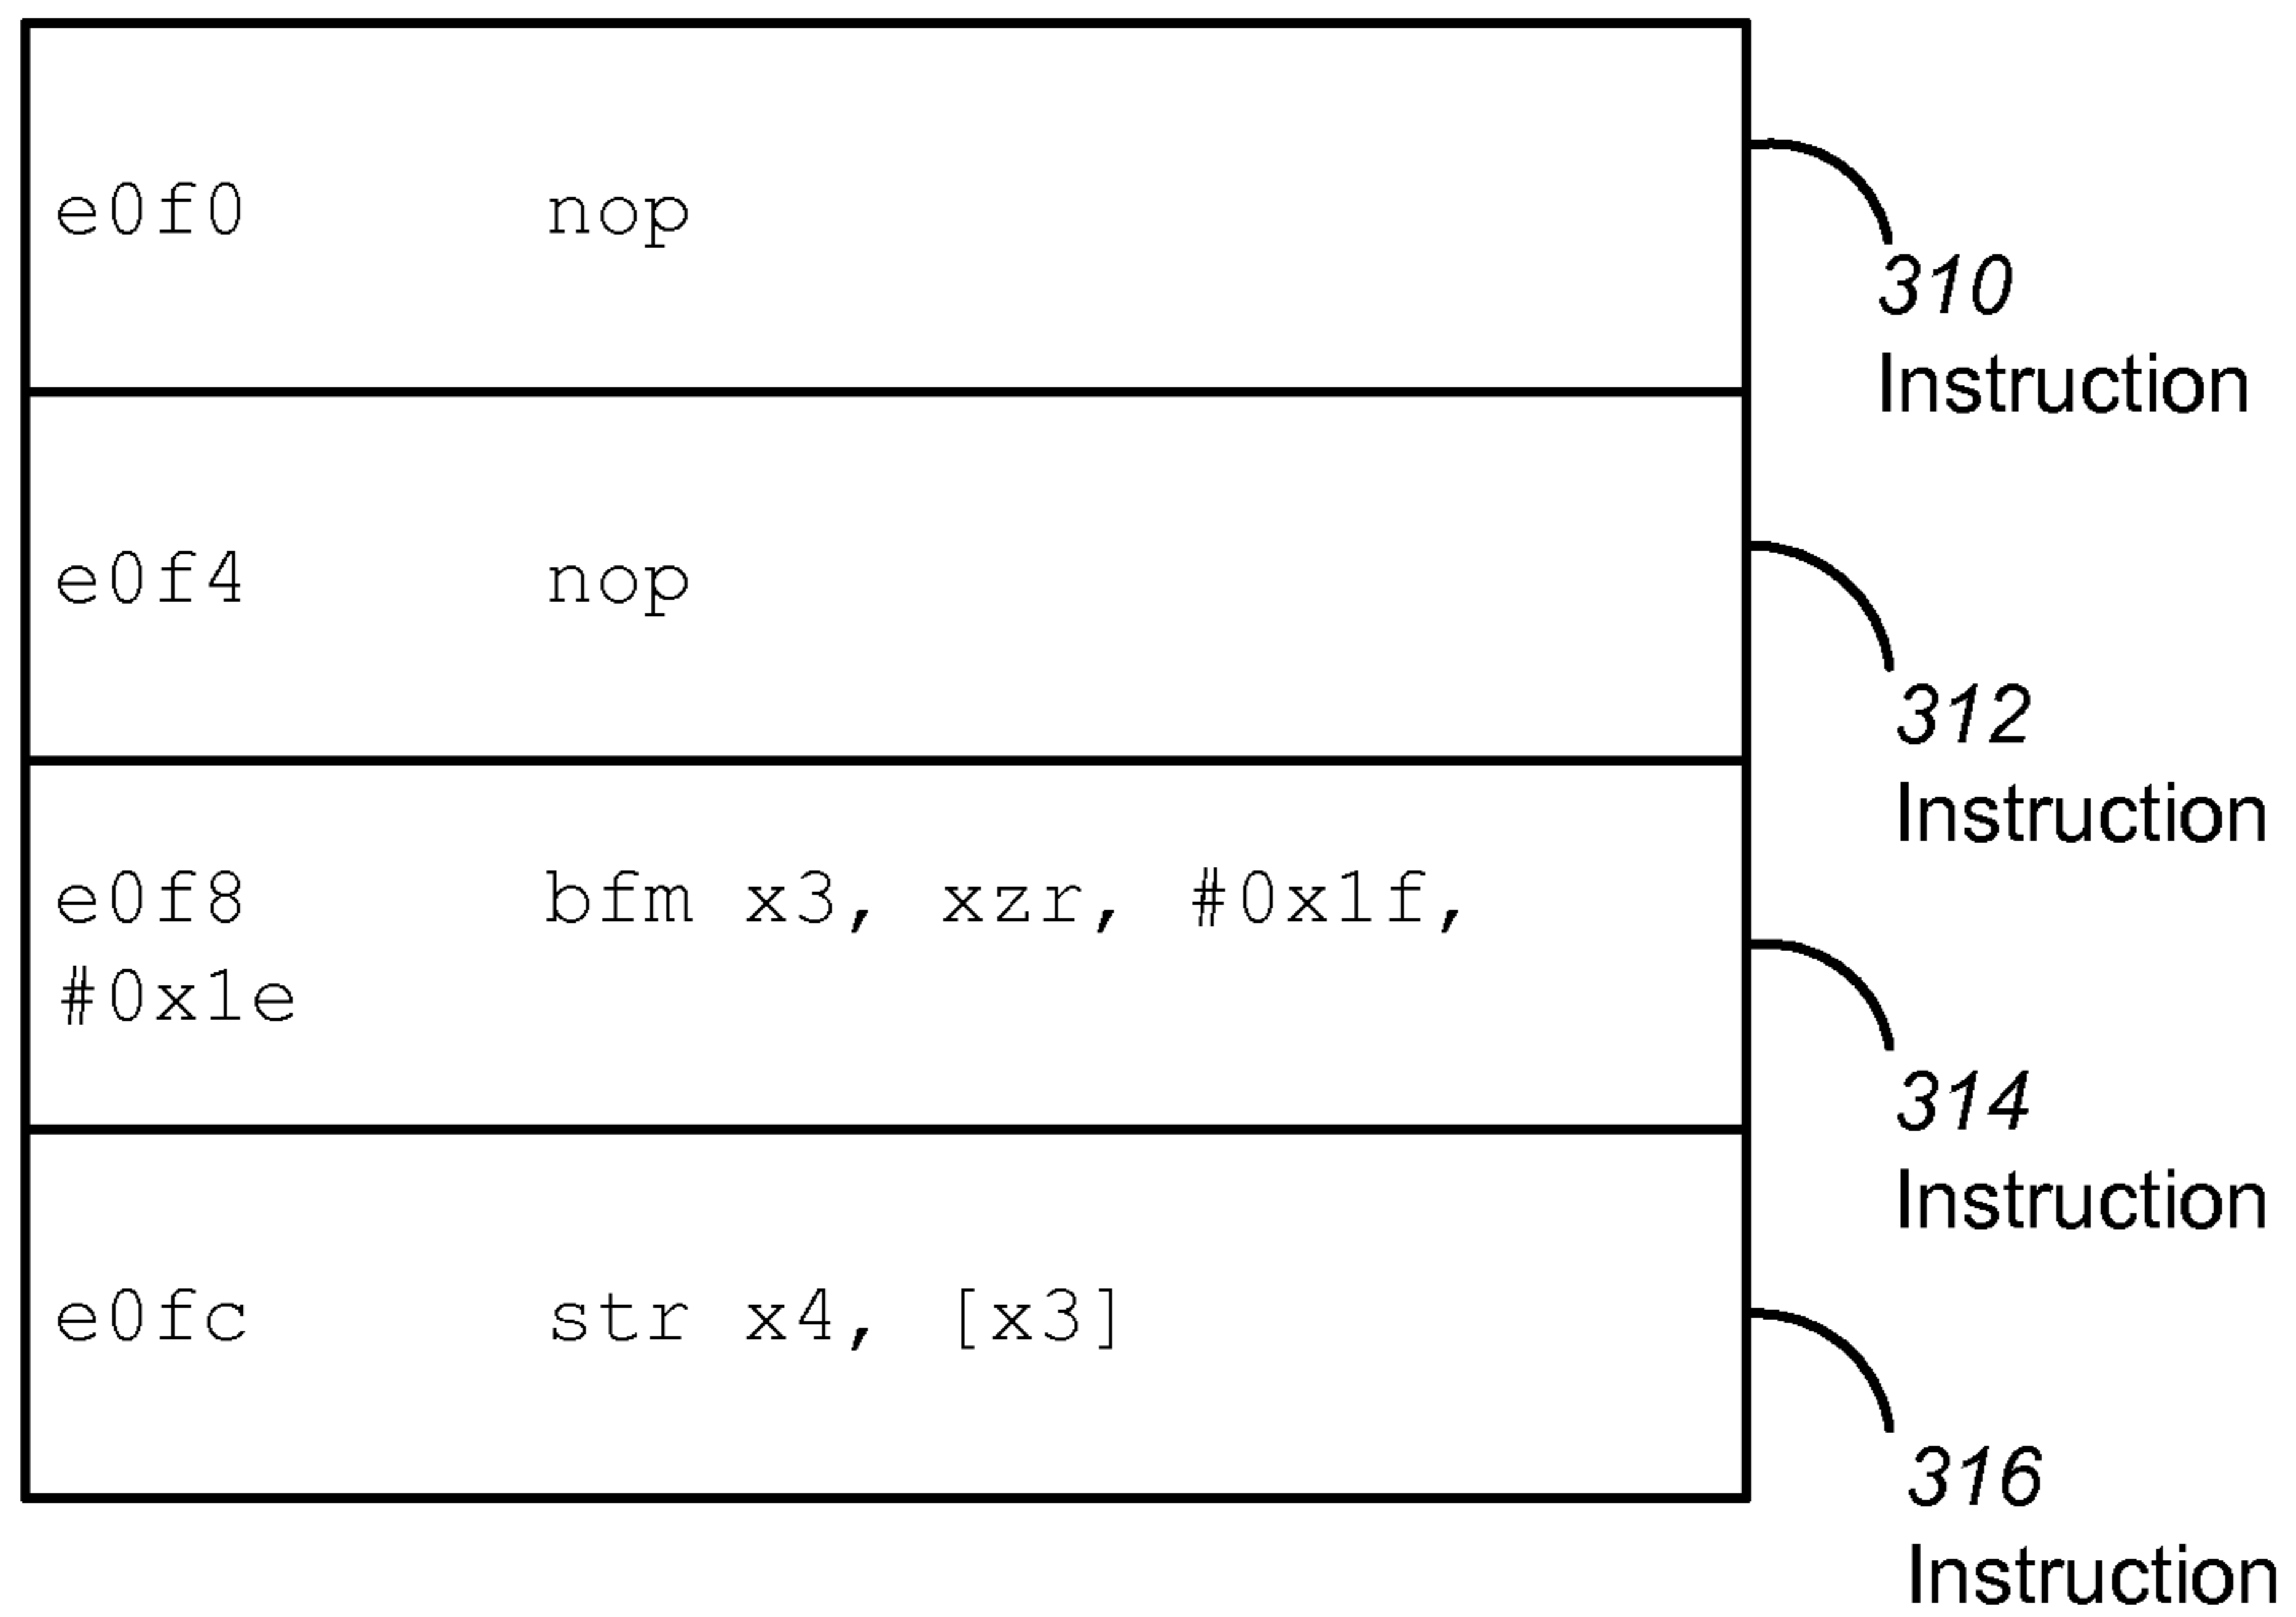 e0f0 nop
310
Instruction
e0f4 nop
312
Instruction
e0f8 bfm x3, xzr, #0x1f,
#0x1e
314
Instruction
e0fc str x4, [x3]
316
Instruction